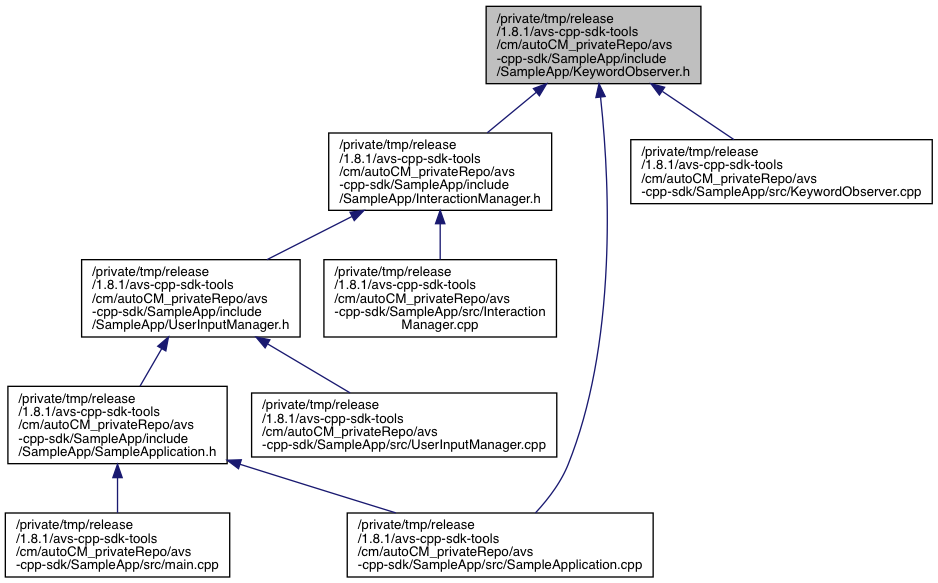 /private/tmp/release
/1.8.1/avs-cpp-sdk-tools
/cm/autoCM_privateRepo/avs
-cpp-sdk/SampleApp/include
/SampleApp/KeywordObserver.h
/private/tmp/release
/1.8.1/avs-cpp-sdk-tools
/cm/autoCM_privateRepo/avs
-cpp-sdk/SampleApp/include
/SampleApp/InteractionManager.h
/private/tmp/release
/1.8.1/avs-cpp-sdk-tools
/cm/autoCM_privateRepo/avs
-cpp-sdk/SampleApp/src/KeywordObserver.cpp
/private/tmp/release
/1.8.1/avs-cpp-sdk-tools
/cm/autoCM_privateRepo/avs
-cpp-sdk/SampleApp/include
/SampleApp/UserInputManager.h
/private/tmp/release
/1.8.1/avs-cpp-sdk-tools
/cm/autoCM_privateRepo/avs
-cpp-sdk/SampleApp/src/Interaction
Manager.cpp
/private/tmp/release
/1.8.1/avs-cpp-sdk-tools
/cm/autoCM_privateRepo/avs
-cpp-sdk/SampleApp/include
/SampleApp/SampleApplication.h
/private/tmp/release
/1.8.1/avs-cpp-sdk-tools
/cm/autoCM_privateRepo/avs
-cpp-sdk/SampleApp/src/UserInputManager.cpp
/private/tmp/release
/1.8.1/avs-cpp-sdk-tools
/cm/autoCM_privateRepo/avs
-cpp-sdk/SampleApp/src/main.cpp
/private/tmp/release
/1.8.1/avs-cpp-sdk-tools
/cm/autoCM_privateRepo/avs
-cpp-sdk/SampleApp/src/SampleApplication.cpp